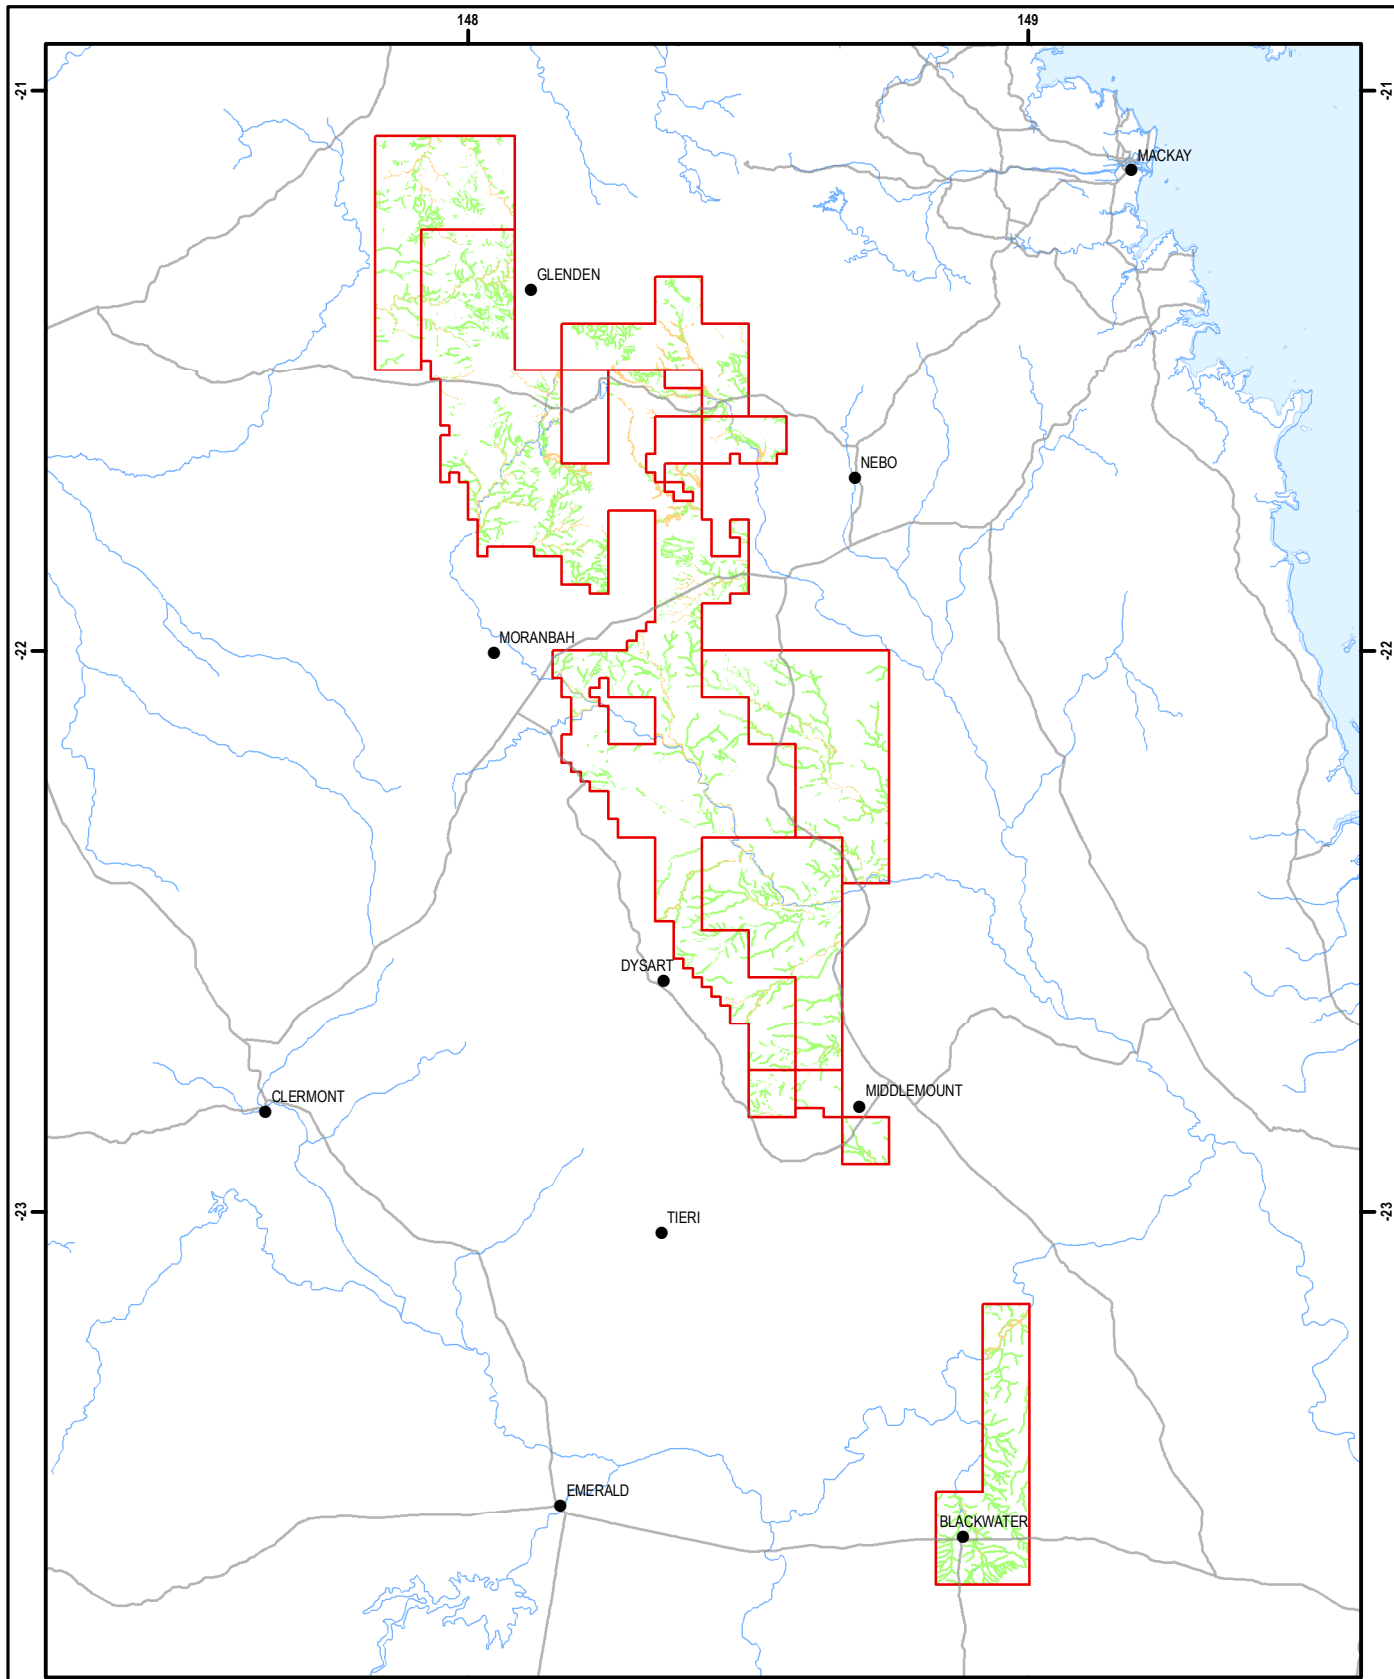 148 149
-21 -21
MACKAY
GLENDEN
NEBO
MORANBAH
-22 -22
DYSART
MIDDLEMOUNT
CLERMONT
-23 -23
TIERI
EMERALD
BLACKWATER